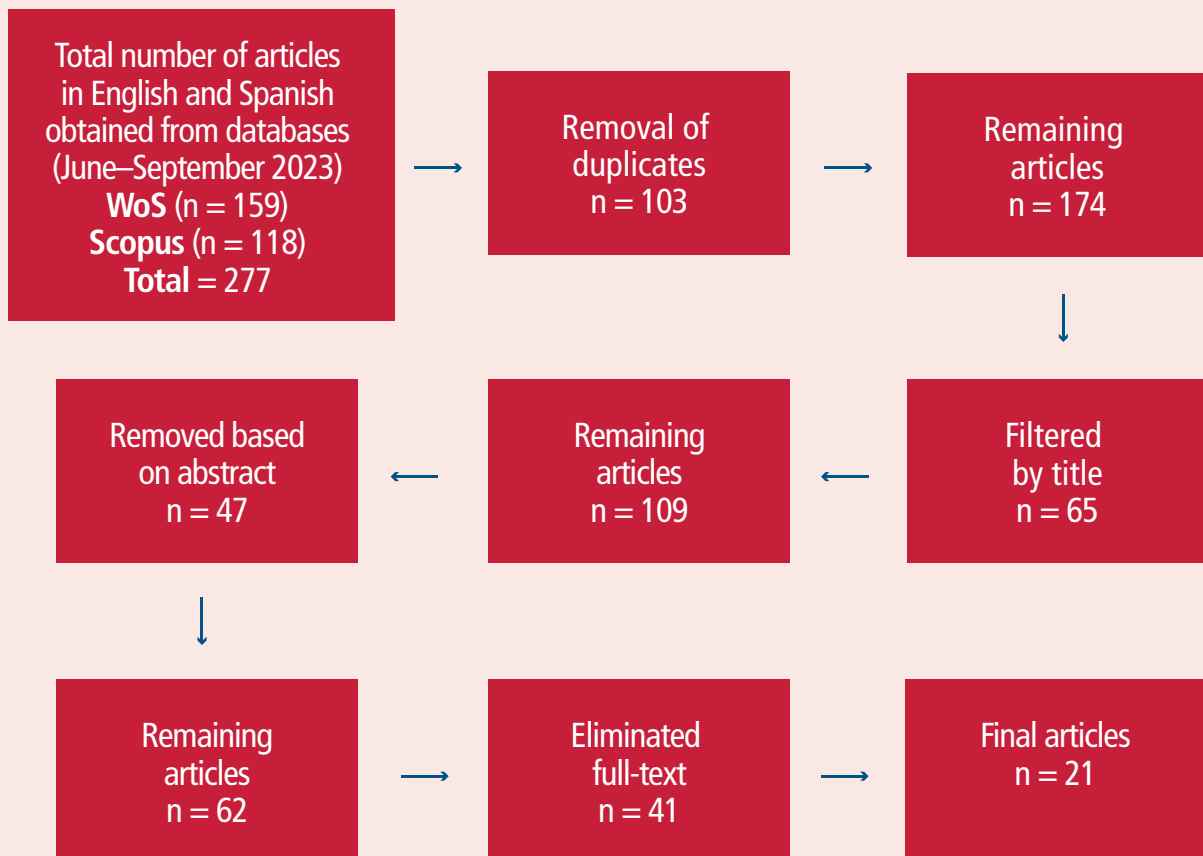 Total number of articles
in English and Spanish
obtained from databases
(June–September 2023)
WoS (n = 159)
Scopus (n = 118)
Total = 277
Removal of
duplicates
n = 103
Remaining
articles
n = 174
Filtered
by title
n = 65
Remaining
articles
n = 109
Removed based
on abstract
n = 47
Remaining
articles
n = 62
Eliminated
full-text
n = 41
Final articles
n = 21